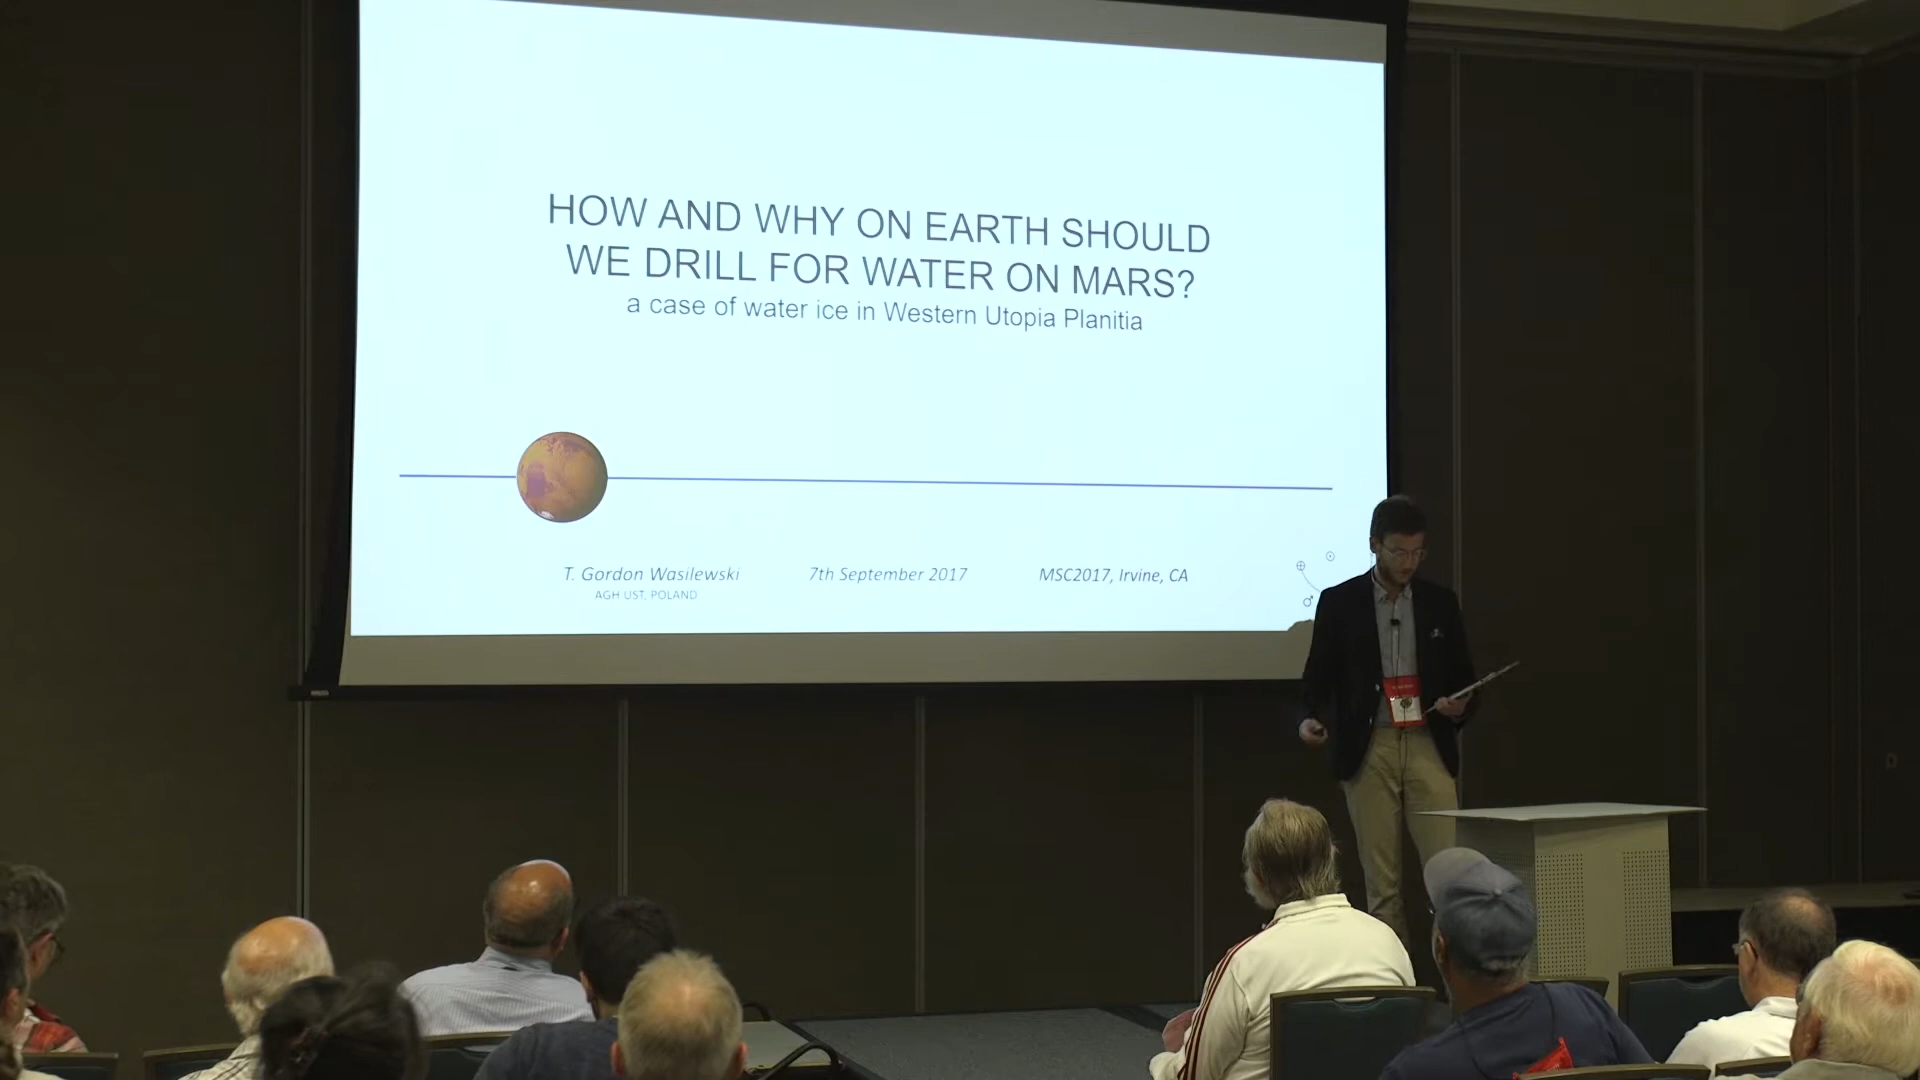 HOW AND WHY ON EARTH SHOULD
WE DRILL FOR WATER ON MARS?
a case of water ice in Western Utopia Planitia
T. Gordon Wasilewski
AGH UST, POLAND
7th September 2017
MSC2017, Irvine, CA